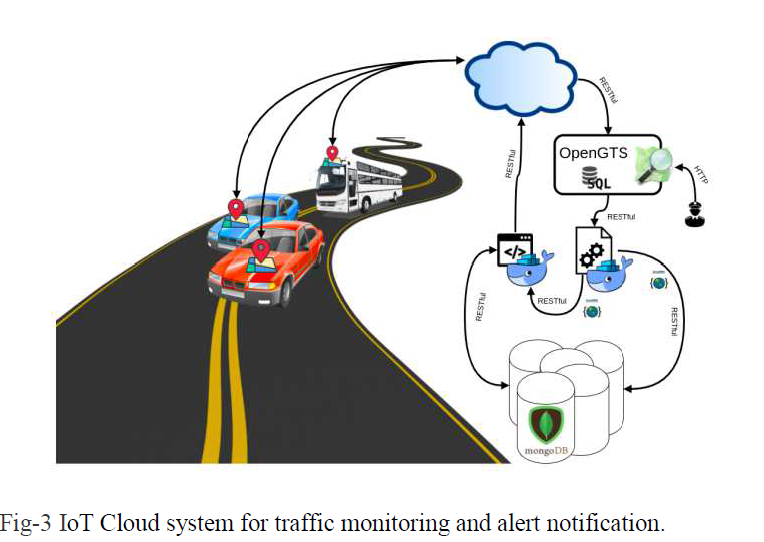 RESTful
OpenGTS
SQL
HTTP
RESTful
RESTful
</>
RESTful
RESTful
RESTful
mongoDB
Fig-3 IoT Cloud system for traffic monitoring and alert notification.